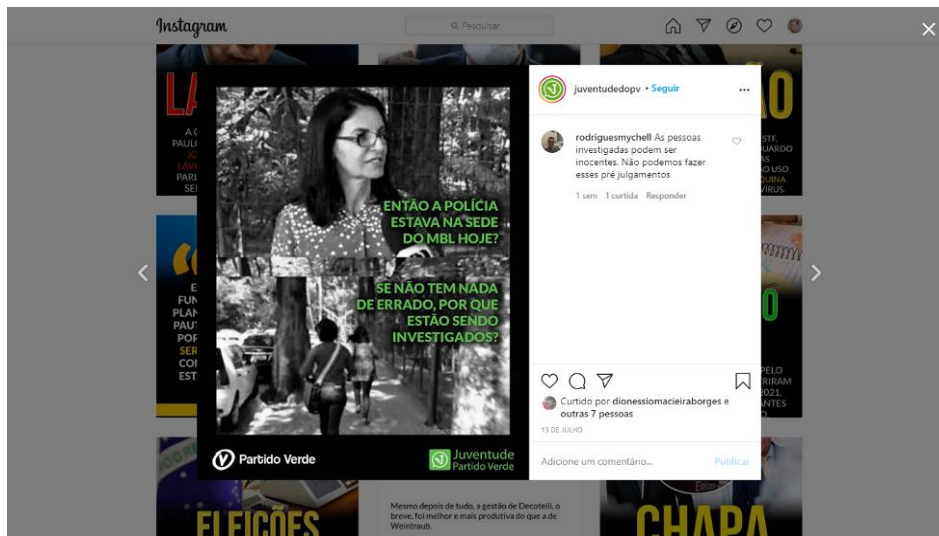 Instagram
Pesquisar
ENTÃO A POLÍCIA
ESTAVA NA SEDE
DO MBL HOJE?
SE NÃO TEM NADA
DE ERRADO, POR QUE
ESTÃO SENDO
INVESTIGADOS?
Partido Verde
Juventude
Partido Verde
juventudedopv • Seguir
rodriguesmychell As pessoas
investigadas podem ser
inocentes. Não podemos fazer
esses pré julgamentos
1 sem 1 curtida Responder
Curtido por dionessiomacieiraborges e
outras 7 pessoas
13 DE JULHO
Adicione um comentário... Publicar
ELEIÇÕES
Mesmo depois de tudo, a gestão de Decotelli, o
breve, foi melhor e mais produtiva do que a de
Weintraub.
CHAPA